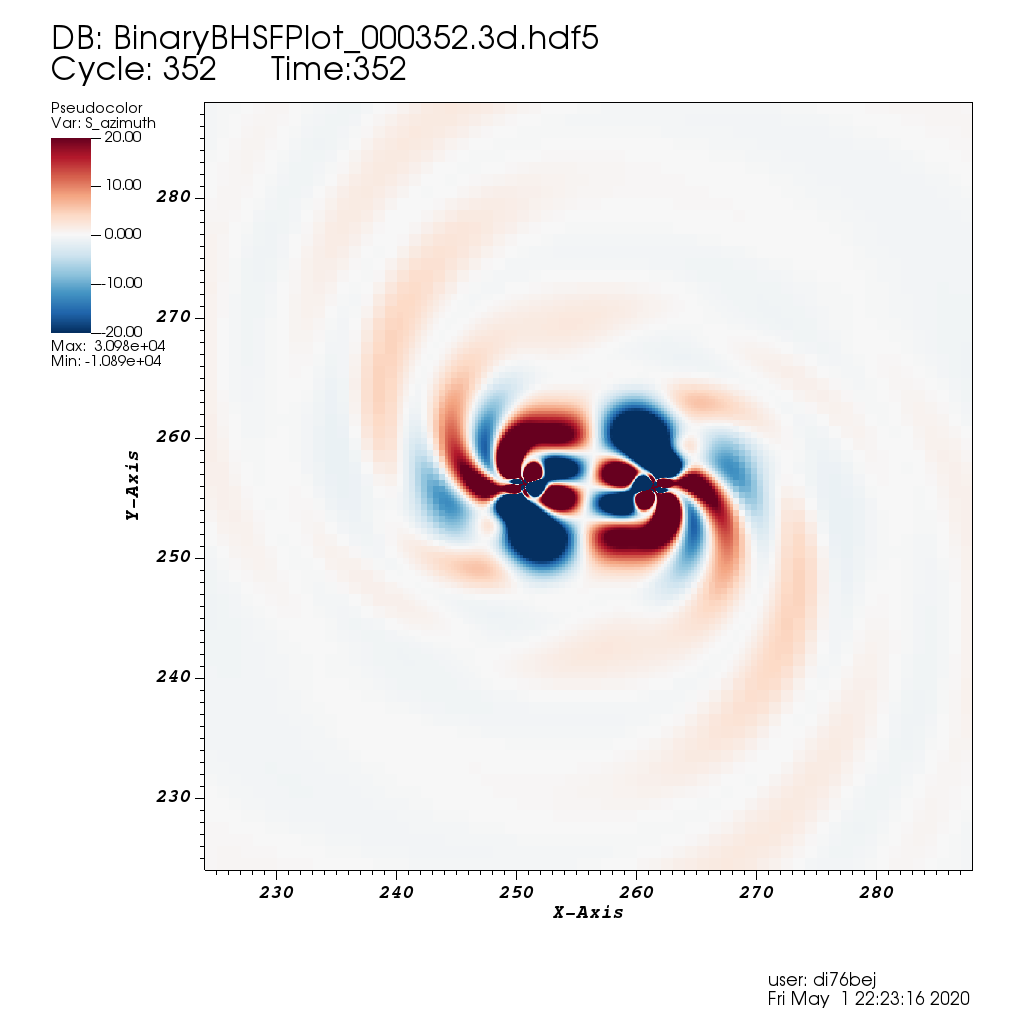 DB: BinaryBHSFPlot_000352.3d.hdf5
Cycle: 352 Time:352
Pseudocolor
Var: S_azimuth
20.00
10.00
0.000
-10.00
-20.00
Max: 3.098e+04
Min: -1.089e+04
280
270
260
250
240
230
Y-Axis
230 240 250 260 270 280
X-Axis
user: di76bej
Fri May 1 22:23:16 2020